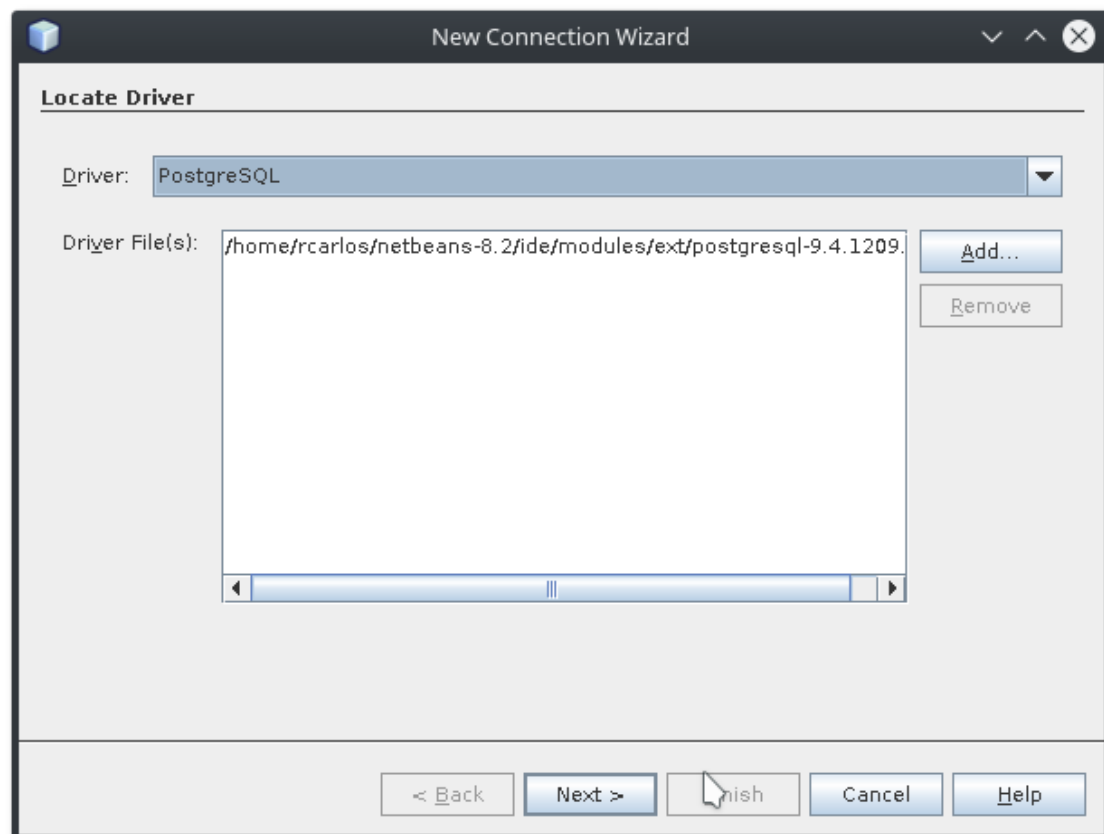 New Connection Wizard
Locate Driver
Driver: PostgreSQL
Driver File(s): /home/rcarlos/netbeans-8.2/ide/modules/ext/postgresql-9.4.1209. Add...
Remove
< Back Next > Cancel Help